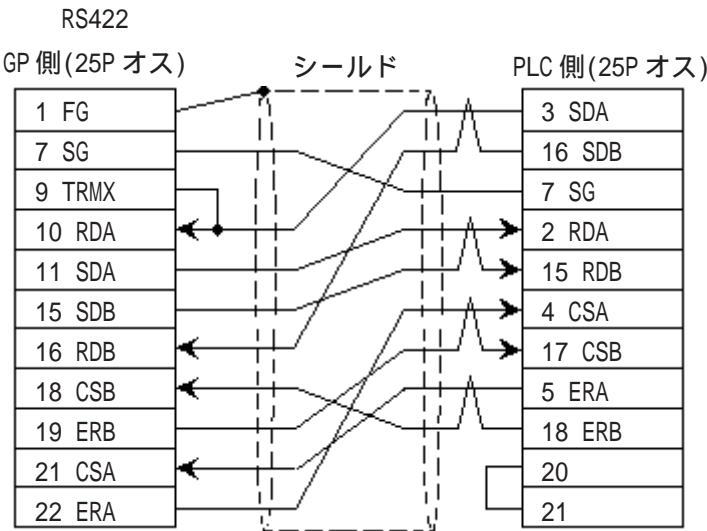 RS422
GP 側(25P オス)
シールド
PLC 側(25P オス)
1 FG
7 SG
9 TRMX
10 RDA
11 SDA
15 SDB
16 RDB
18 CSB
19 ERB
21 CSA
22 ERA
3 SDA
16 SDB
7 SG
2 RDA
15 RDB
4 CSA
17 CSB
5 ERA
18 ERB
20
21